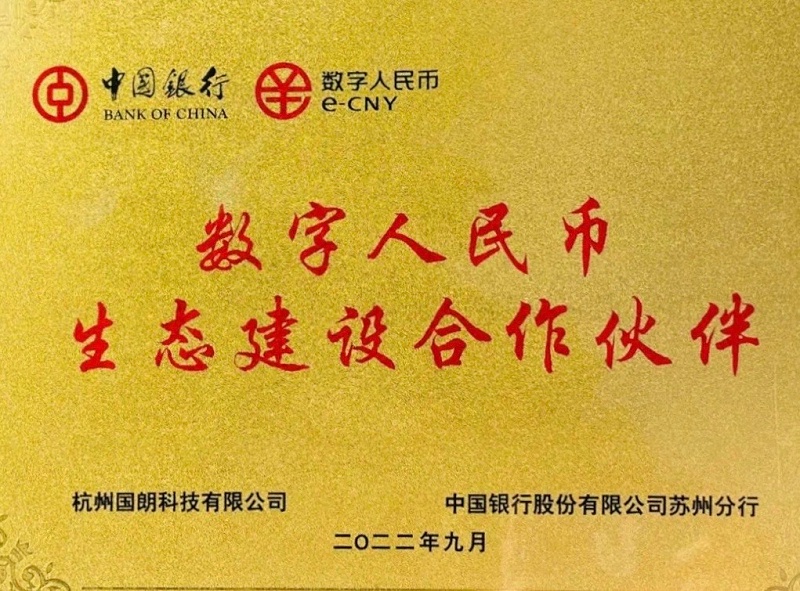 中国銀行 数字人民币
BANK OF CHINA e-CNY
数字人民币
生态建设合作伙伴
杭州国朗科技有限公司 中国银行股份有限公司苏州分行
二〇二二年九月